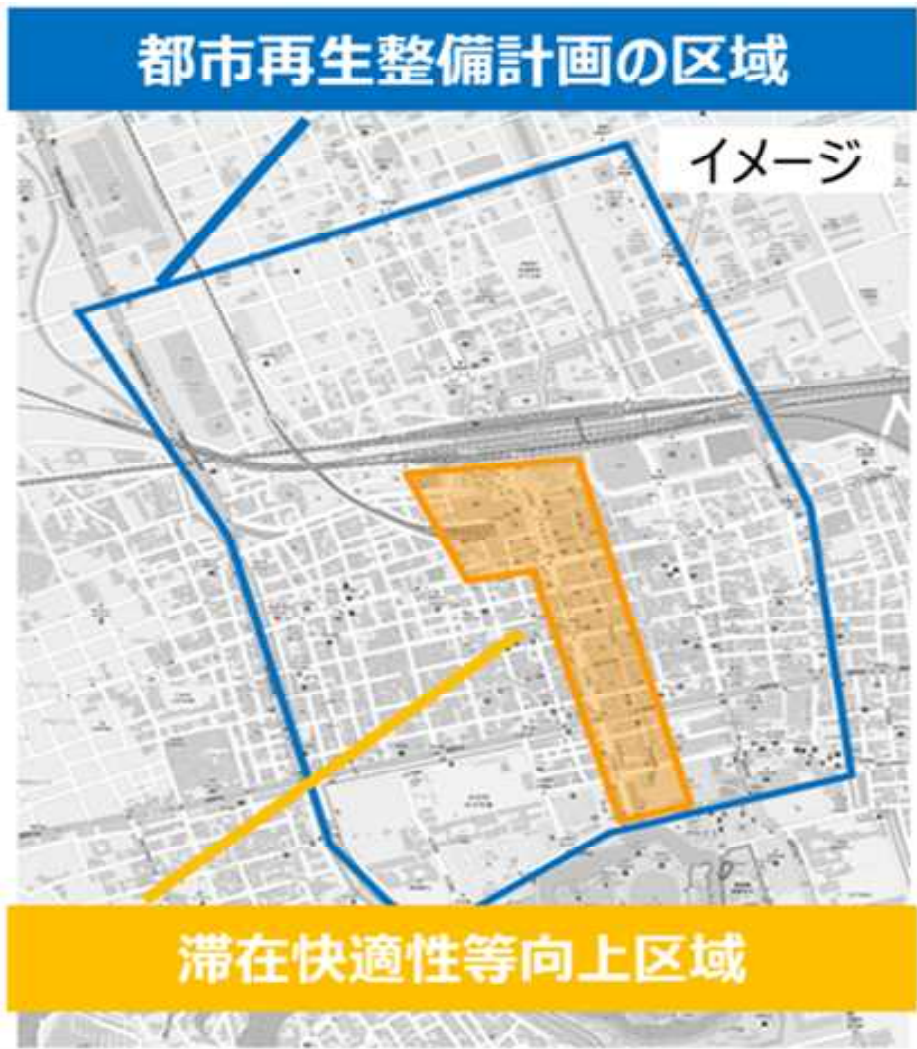 都市再生整備計画の区域
イメージ
滞在快適性等向上区域